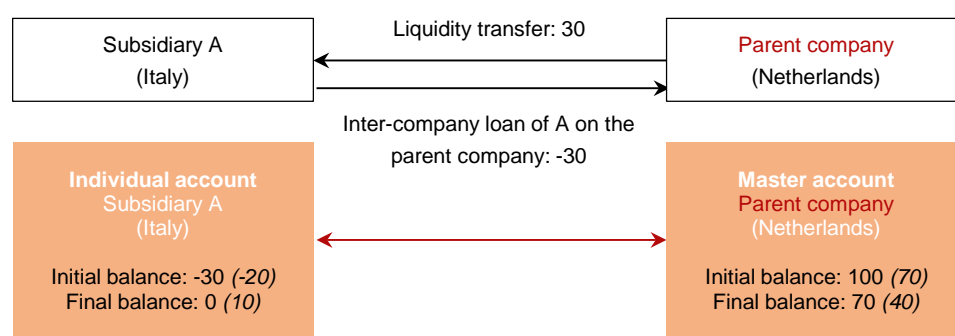 Subsidiary A
(Italy)
Liquidity transfer: 30
Parent company
(Netherlands)
Inter-company loan of A on the
parent company: -30
Individual account
Subsidiary A
(Italy)
Initial balance: -30 (-20)
Final balance: 0 (10)
Master account
Parent company
(Netherlands)
Initial balance: 100 (70)
Final balance: 70 (40)